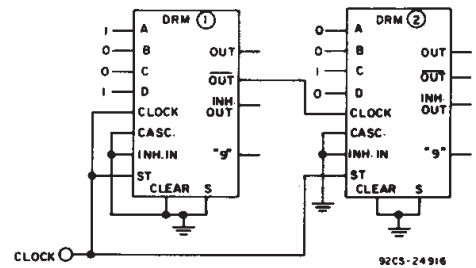 DRM 1
1 A
0 B
0 C
1 D
CLOCK
CASC.
INH. IN
ST
CLEAR S
OUT
OUT
INH. OUT
"9"
DRM 2
0 A
0 B
1 C
0 D
CLOCK
CASC.
INH. IN
ST
CLEAR S
OUT
OUT
INH. OUT
"9"
CLOCK
92CS-24916